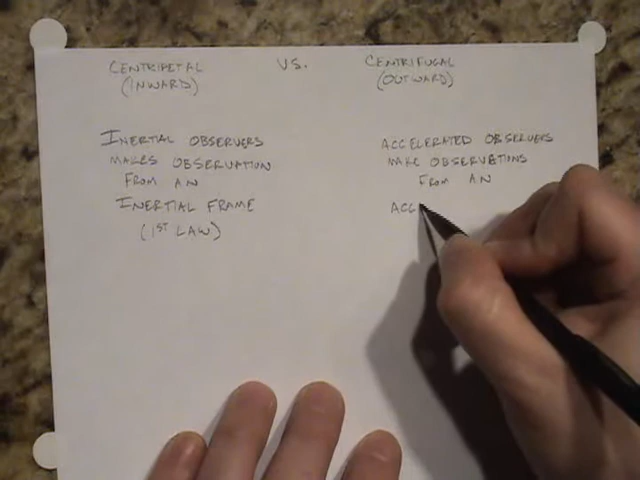 CENTRIPETAL VS. CENTRIFUGAL
(INWARD) (OUTWARD)
INERTIAL OBSERVERS
MAKES OBSERVATION
FROM AN
INERTIAL FRAME
(1ST LAW)
ACCELERATED OBSERVERS
MAKE OBSERVATIONS
FROM AN
ACC